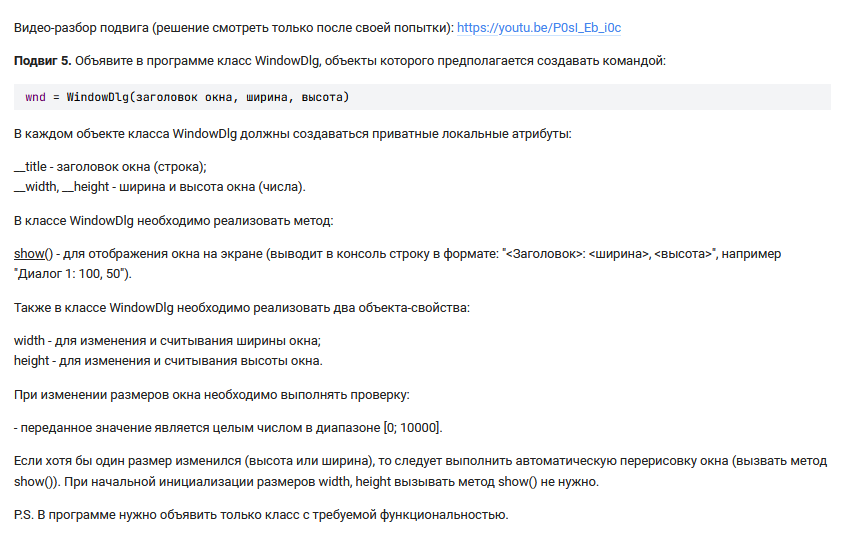 Видео-разбор подвига (решение смотреть только после своей попытки): https://youtu.be/P0sI_Eb_i0c
Подвиг 5. Объявите в программе класс WindowDlg, объекты которого предполагается создавать командой:
wnd = WindowDlg(заголовок окна, ширина, высота)
В каждом объекте класса WindowDlg должны создаваться приватные локальные атрибуты:
__title - заголовок окна (строка);
__width, __height - ширина и высота окна (числа).
В классе WindowDlg необходимо реализовать метод:
show() - для отображения окна на экране (выводит в консоль строку в формате: "<Заголовок>: <ширина>, <высота>", например
"Диалог 1: 100, 50").
Также в классе WindowDlg необходимо реализовать два объекта-свойства:
width - для изменения и считывания ширины окна;
height - для изменения и считывания высоты окна.
При изменении размеров окна необходимо выполнять проверку:
- переданное значение является целым числом в диапазоне [0; 10000].
Если хотя бы один размер изменился (высота или ширина), то следует выполнить автоматическую перерисовку окна (вызвать метод
show()). При начальной инициализации размеров width, height вызывать метод show() не нужно.
P.S. В программе нужно объявить только класс с требуемой функциональностью.